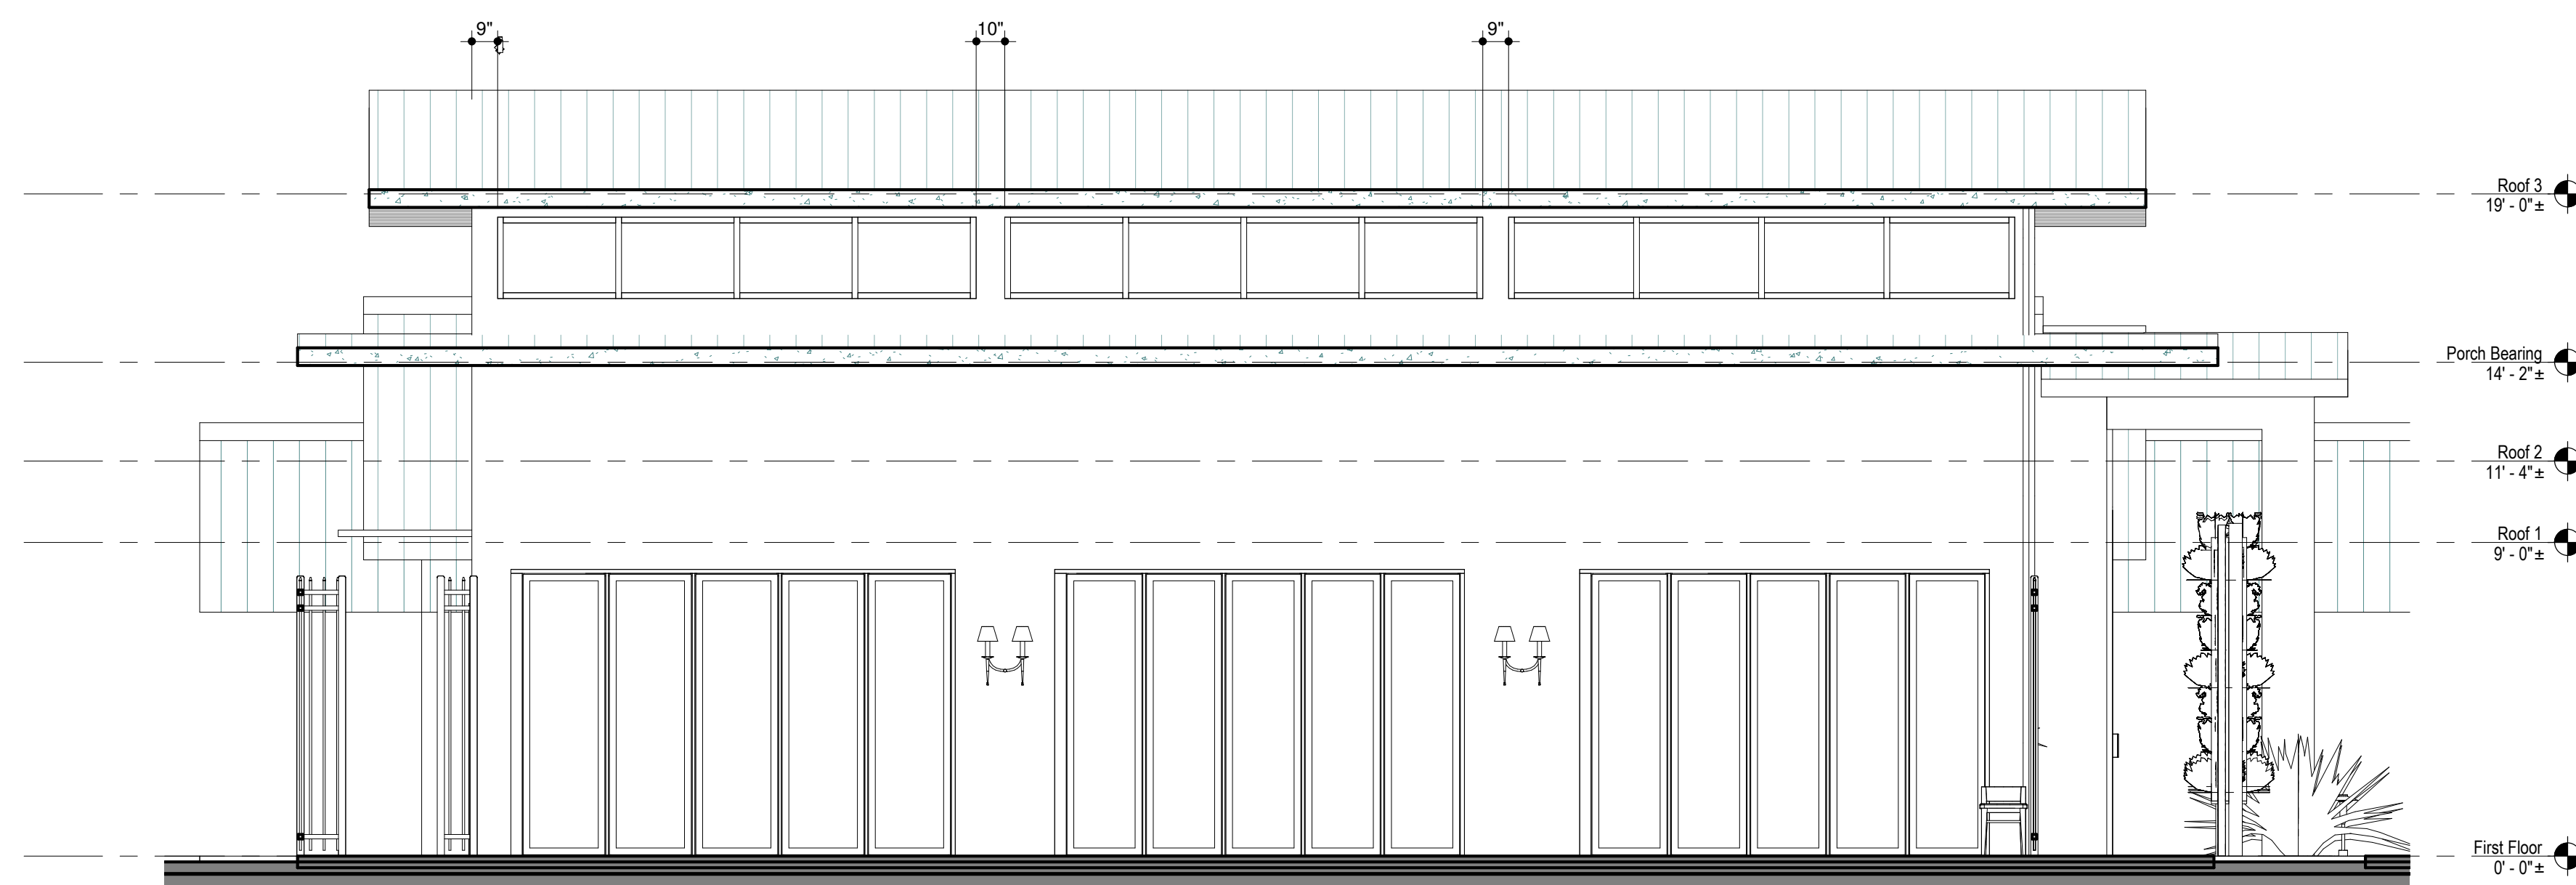 9"
10"
9"
Roof 3
19' - 0"±
Porch Bearing
14' - 2"±
Roof 2
11' - 4"±
Roof 1
9' - 0"±
First Floor
0' - 0"±